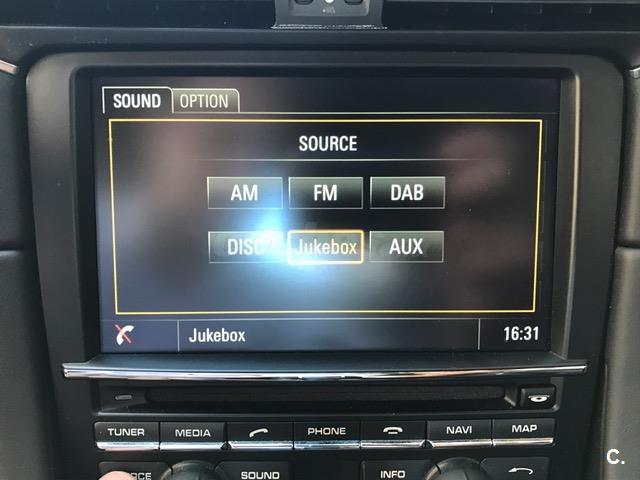 SOUND OPTION
SOURCE
AM FM DAB
DISC Jukebox AUX
Jukebox 16:31
TUNER MEDIA PHONE NAVI MAP
SOUND INFO
C.